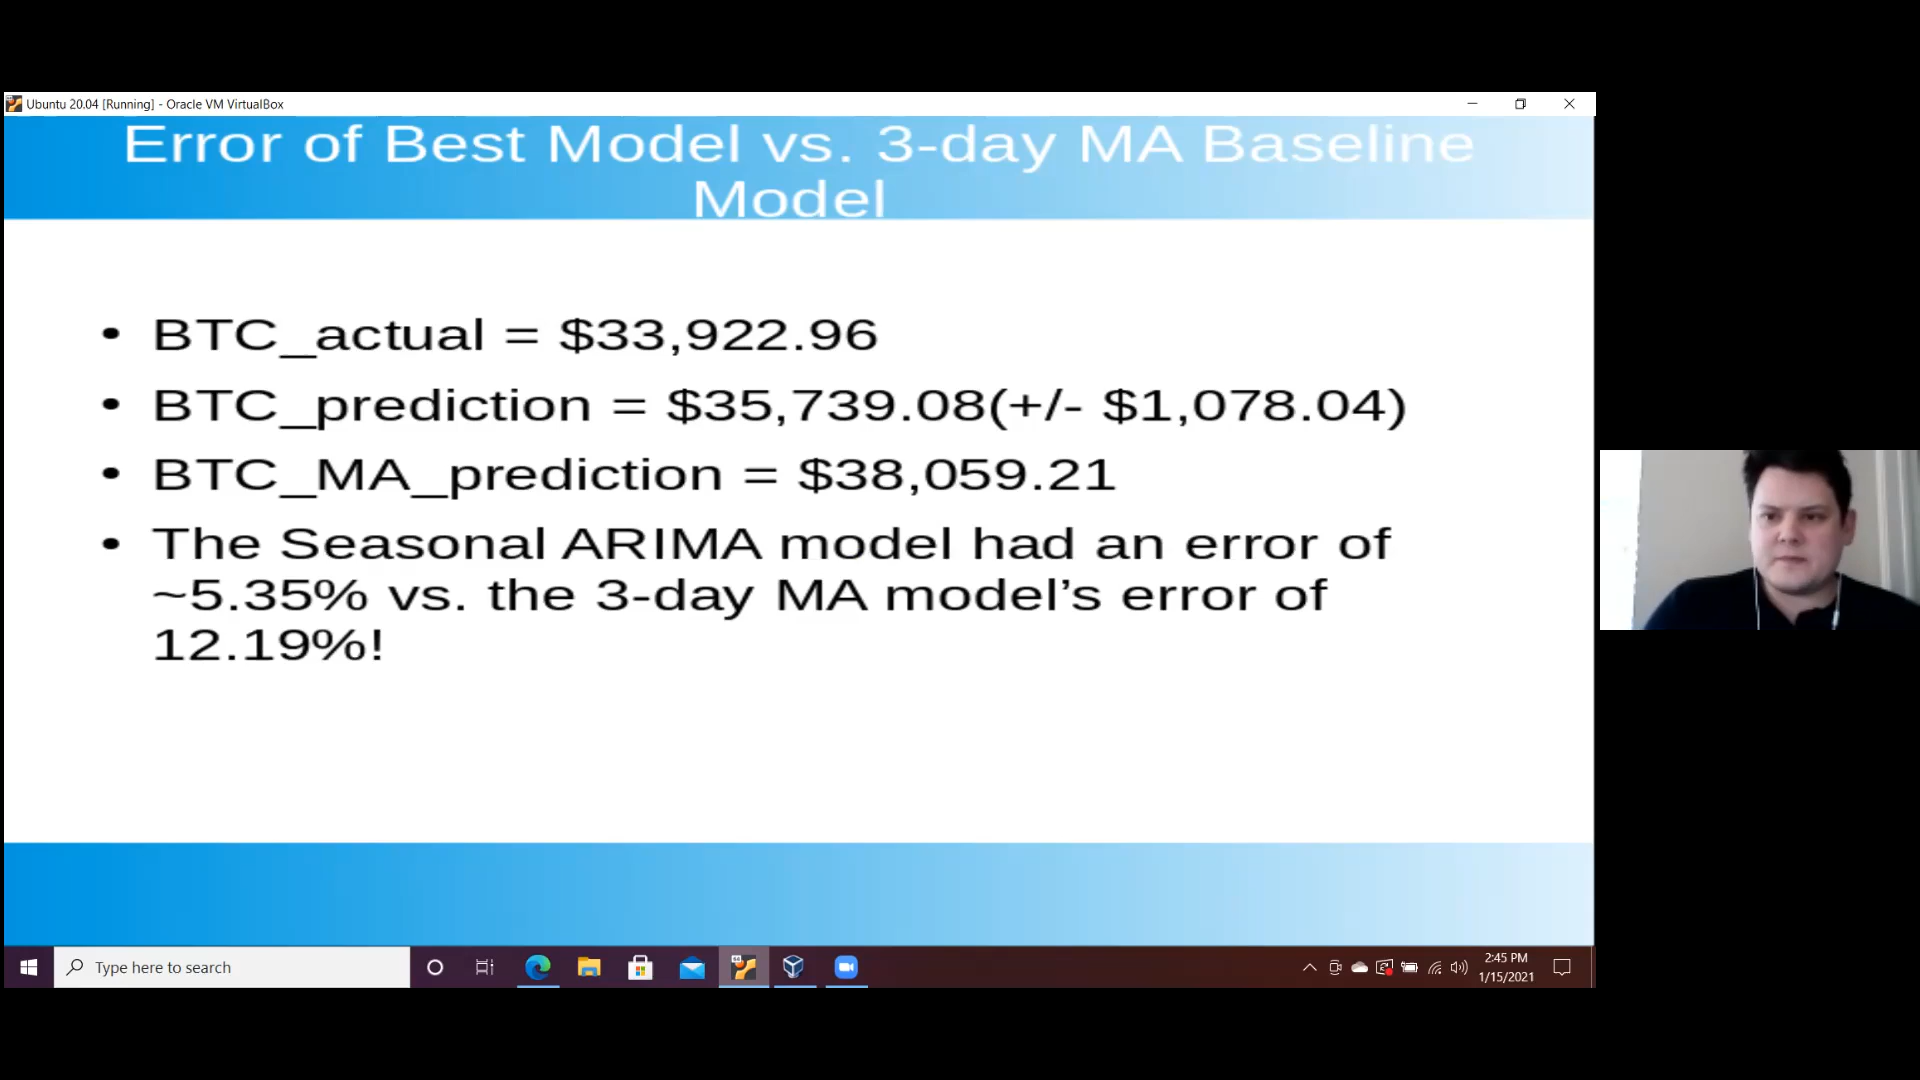 Ubuntu 20.04 [Running] - Oracle VM VirtualBox
Error of Best Model vs. 3-day MA Baseline
Model
• BTC_actual = $33,922.96
• BTC_prediction = $35,739.08(+/- $1,078.04)
• BTC_MA_prediction = $38,059.21
• The Seasonal ARIMA model had an error of
~5.35% vs. the 3-day MA model’s error of
12.19%!
Type here to search
2:45 PM
1/15/2021